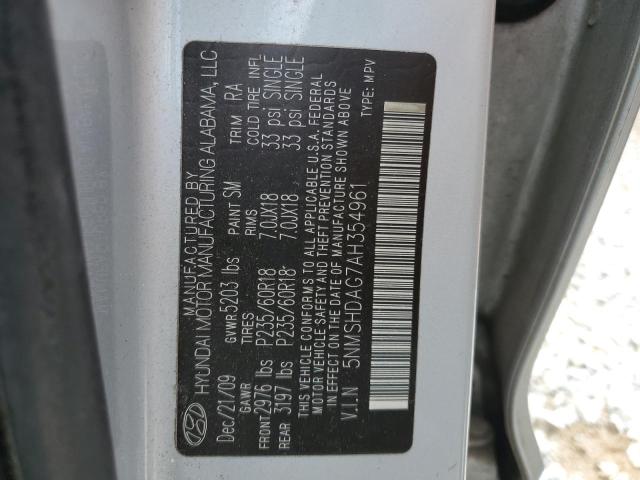 MANUFACTURED BY
HYUNDAI MOTOR MANUFACTURING ALABAMA, LLC
Dec/21/09 GVWR 5203 lbs PAINT SM TRIM RA
GAWR TIRES RIMS COLD TIRE INFL
FRONT 2976 lbs P235/60R18 7.0JX18 33 psi SINGLE
REAR 3197 lbs P235/60R18 7.0JX18 33 psi SINGLE
THIS VEHICLE CONFORMS TO ALL APPLICABLE U.S.A. FEDERAL
MOTOR VEHICLE SAFETY AND THEFT PREVENTION STANDARDS
IN EFFECT ON THE DATE OF MANUFACTURE SHOWN ABOVE
V.I.N 5NMSHDAG7AH354961 TYPE: MPV